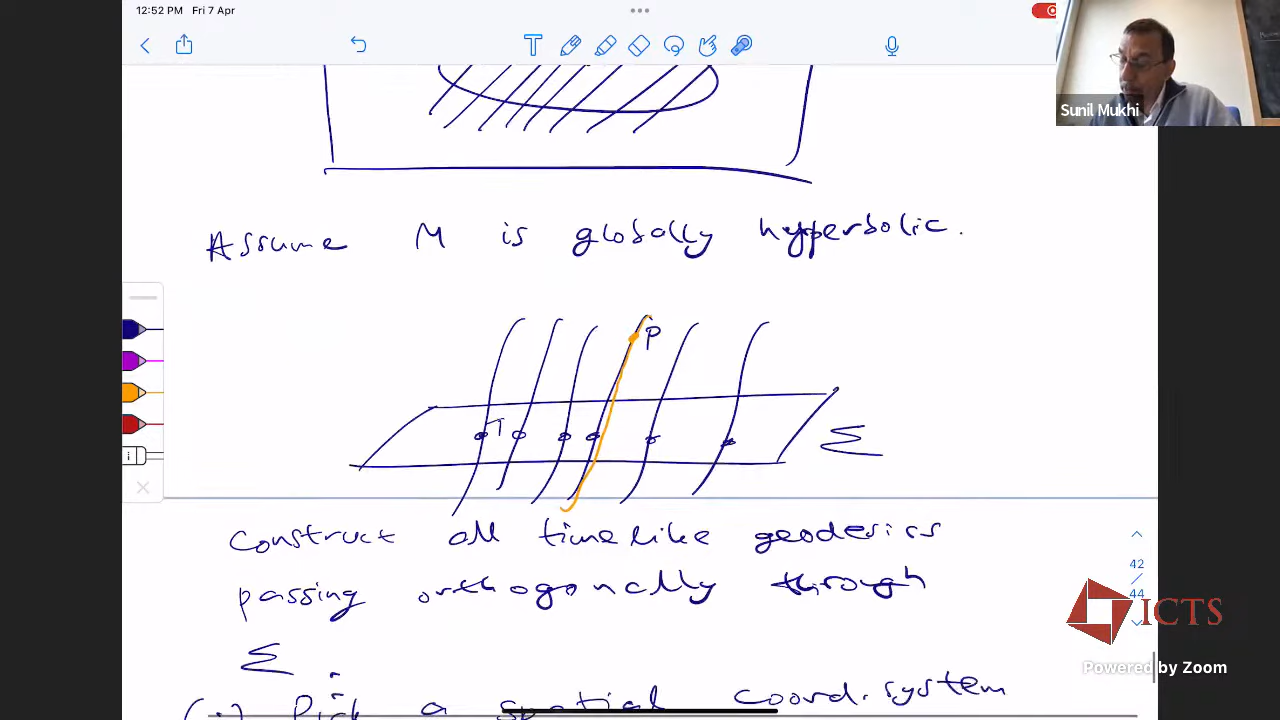 12:52 PM Fri 7 Apr
T
Sunil Mukhi
Assume M is globally hyperbolic.
P
Σ
construct all timelike geodesics
passing orthogonally through
Σ
(i) Pick a spatial coord. system
42
/
44
ICTS
Powered by Zoom